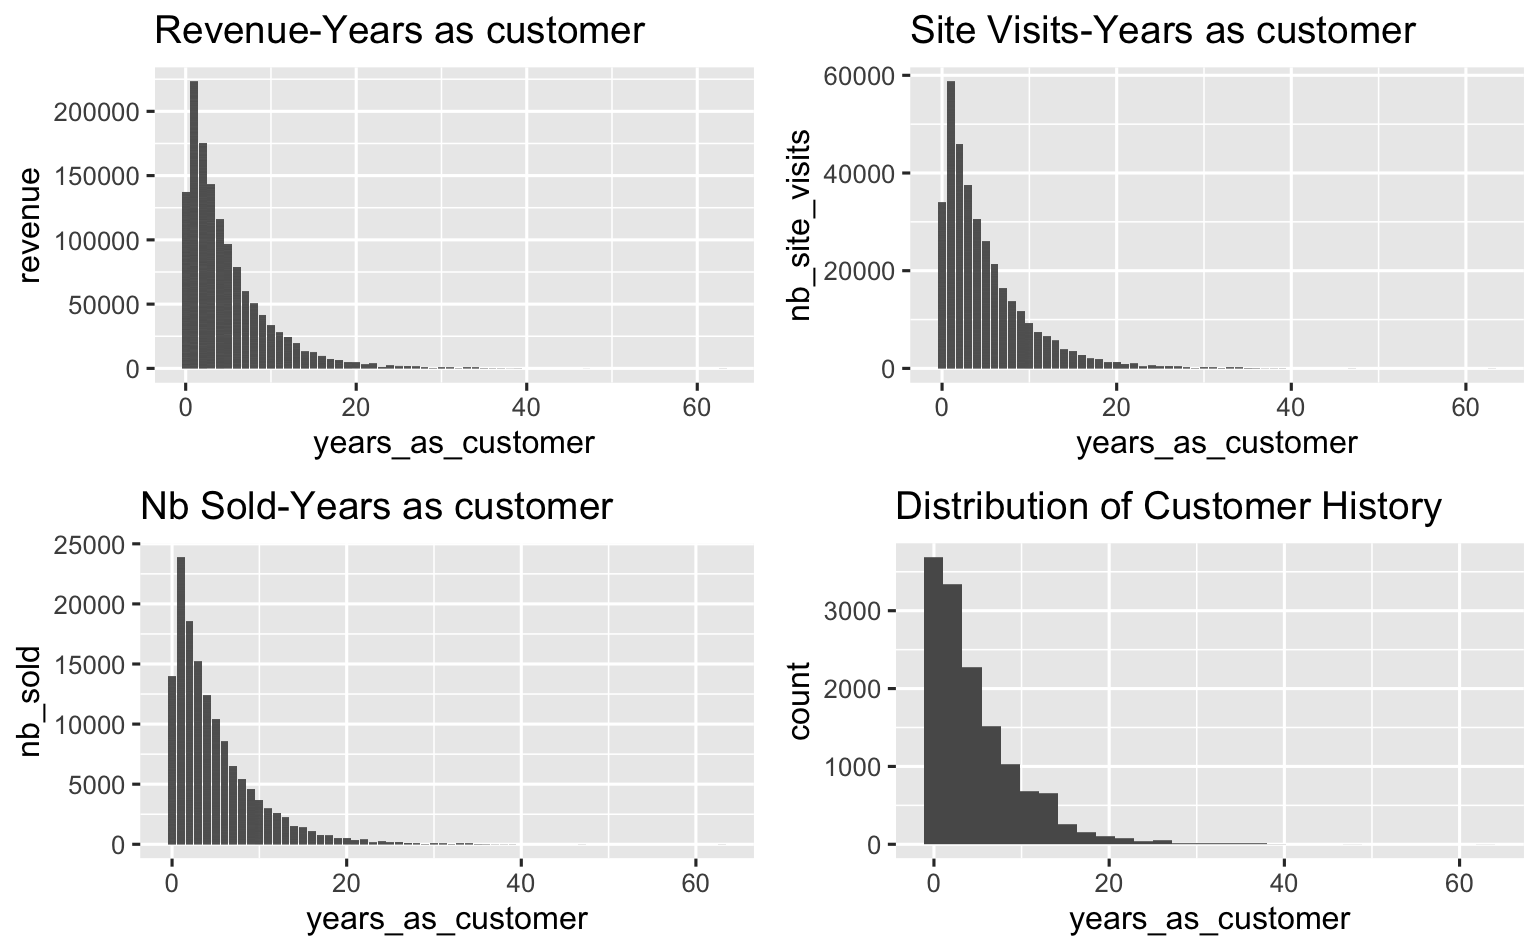 Revenue-Years as customer
revenue
200000
150000
100000
50000
0
0 20 40 60
years_as_customer
Site Visits-Years as customer
nb_site_visits
60000
40000
20000
0
0 20 40 60
years_as_customer
Nb Sold-Years as customer
nb_sold
25000
20000
15000
10000
5000
0
0 20 40 60
years_as_customer
Distribution of Customer History
count
3000
2000
1000
0
0 20 40 60
years_as_customer